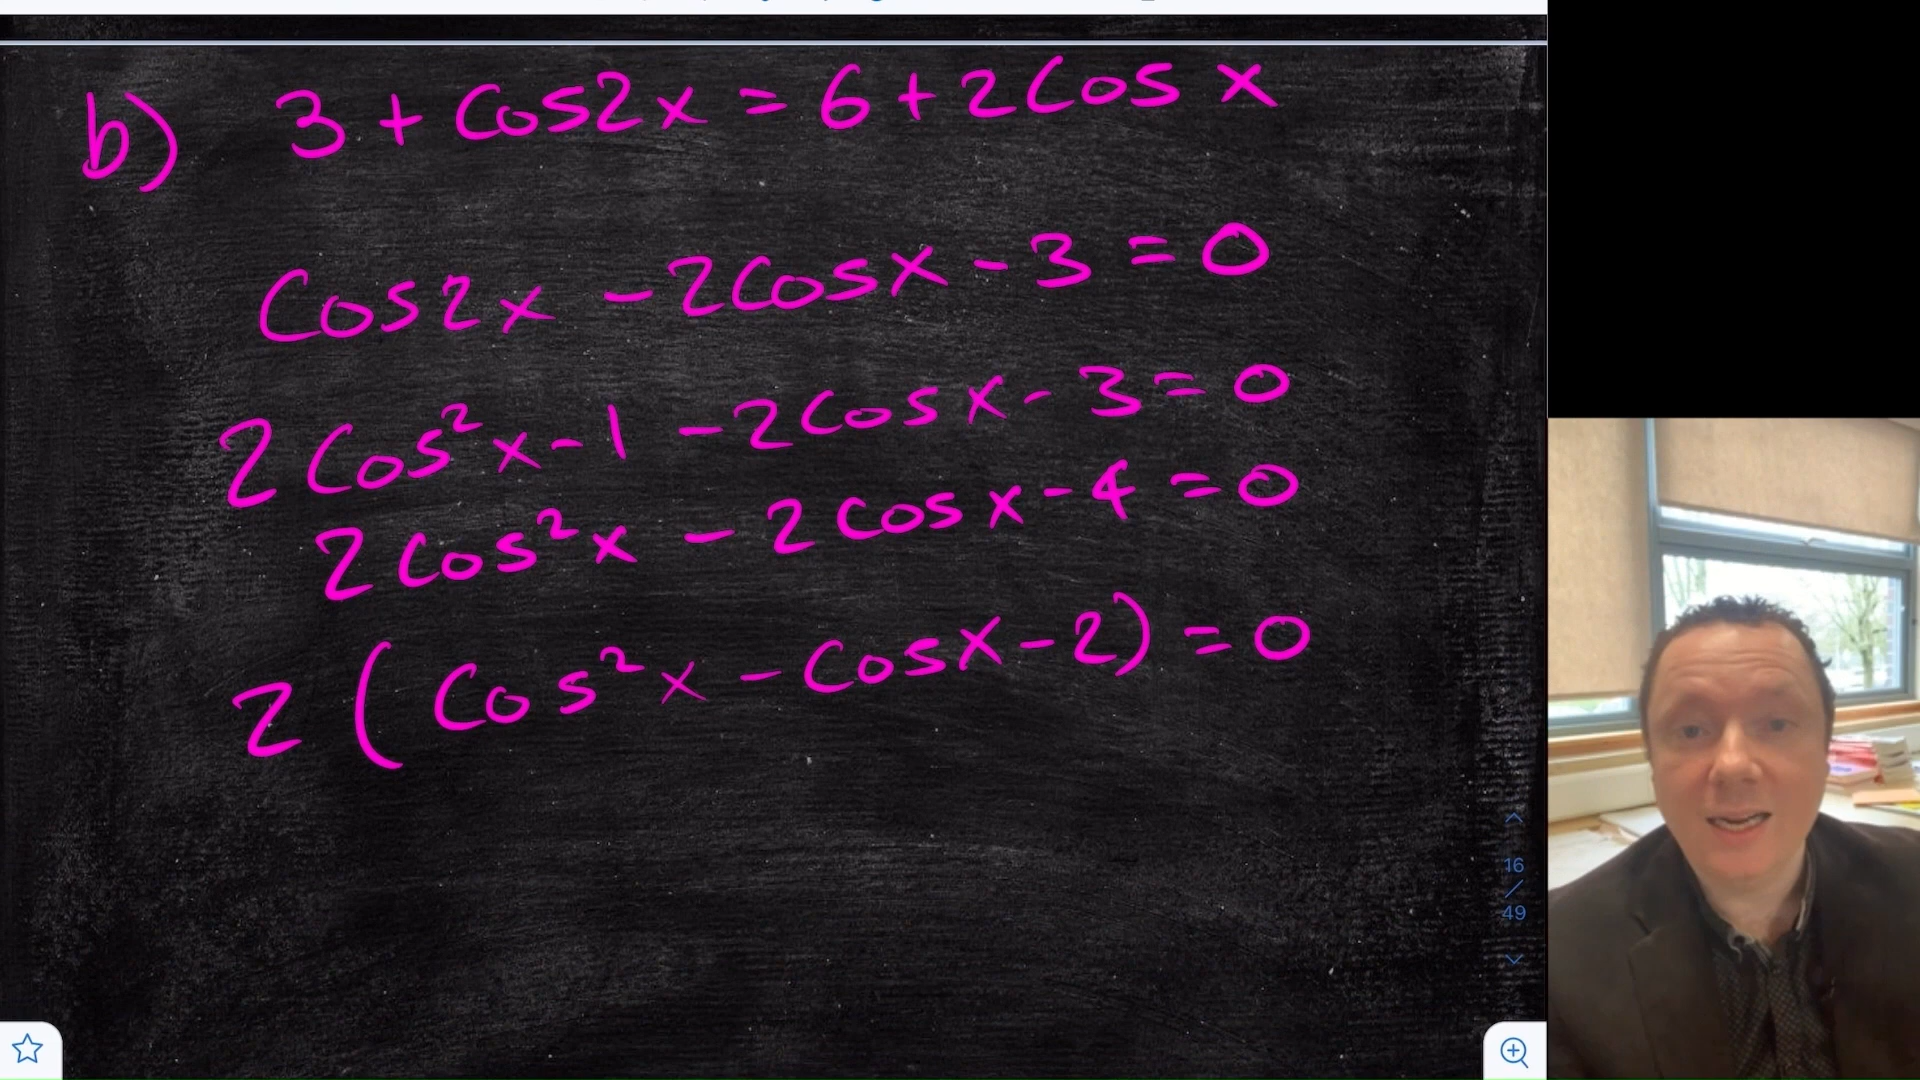 b) 3 + Cos2x = 6 + 2Cos x
Cos2x - 2Cosx - 3 = 0
2Cos²x - 1 - 2Cosx - 3 = 0
2Cos²x - 2Cosx - 4 = 0
2(Cos²x - Cosx - 2) = 0
16
/
49